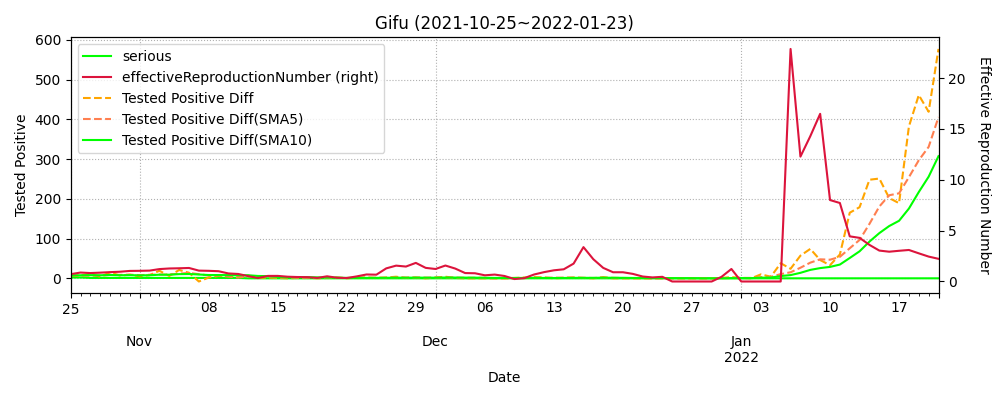 Gifu (2021-10-25~2022-01-23)
serious
effectiveReproductionNumber (right)
Tested Positive Diff
Tested Positive Diff(SMA5)
Tested Positive Diff(SMA10)
Tested Positive
600
500
400
300
200
100
0
Effective Reproduction Number
20
15
10
5
0
25 08 15 22 29 06 13 20 27 03 10 17
Nov Dec Jan
2022
Date